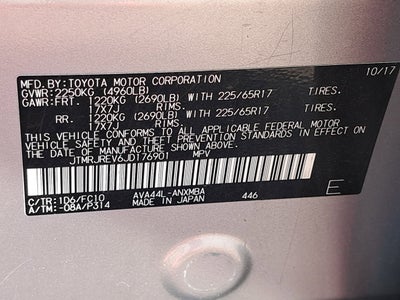 MFD. BY: TOYOTA MOTOR CORPORATION 10/17
GVWR: 2250KG (4960LB)
GAWR: FRT. 1220KG (2690LB) WITH 225/65R17 TIRES.
17X7J RIMS.
RR. 1220KG (2690LB) WITH 225/65R17 TIRES.
17X7J RIMS.
THIS VEHICLE CONFORMS TO ALL APPLICABLE FEDERAL MOTOR
VEHICLE SAFETY, BUMPER, AND THEFT PREVENTION STANDARDS IN
EFFECT ON THE DATE OF MANUFACTURE SHOWN ABOVE.
JTMRJREV6JD176901 MPV
C/TR: 1D6/FC10 AVA44L-ANXMBA 446
A/TM: -08A/P314 MADE IN JAPAN
E